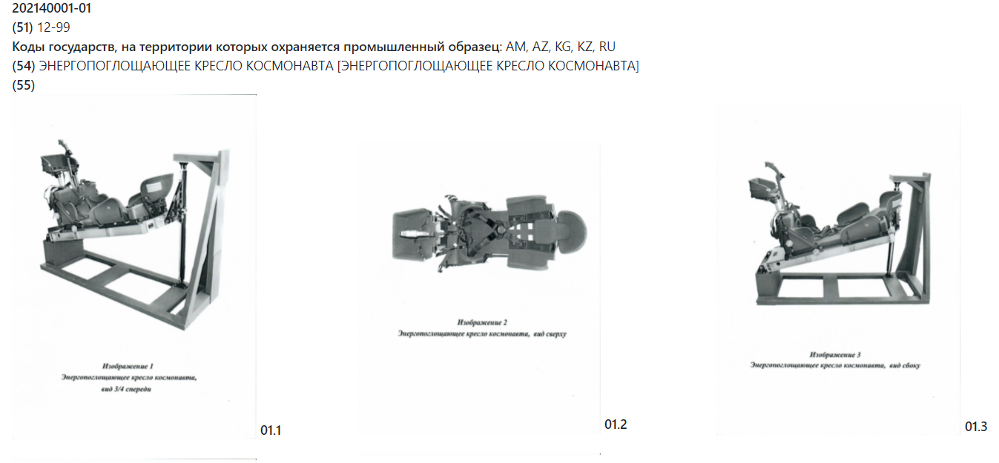 202140001-01
(51) 12-99
Коды государств, на территории которых охраняется промышленный образец: AM, AZ, KG, KZ, RU
(54) ЭНЕРГОПОГЛОЩАЮЩЕЕ КРЕСЛО КОСМОНАВТА [ЭНЕРГОПОГЛОЩАЮЩЕЕ КРЕСЛО КОСМОНАВТА]
(55)
Изображение 1
Энергопоглощающее кресло космонавта,
вид 3/4 спереди
01.1
Изображение 2
Энергопоглощающее кресло космонавта, вид сверху
01.2
Изображение 3
Энергопоглощающее кресло космонавта, вид сбоку
01.3